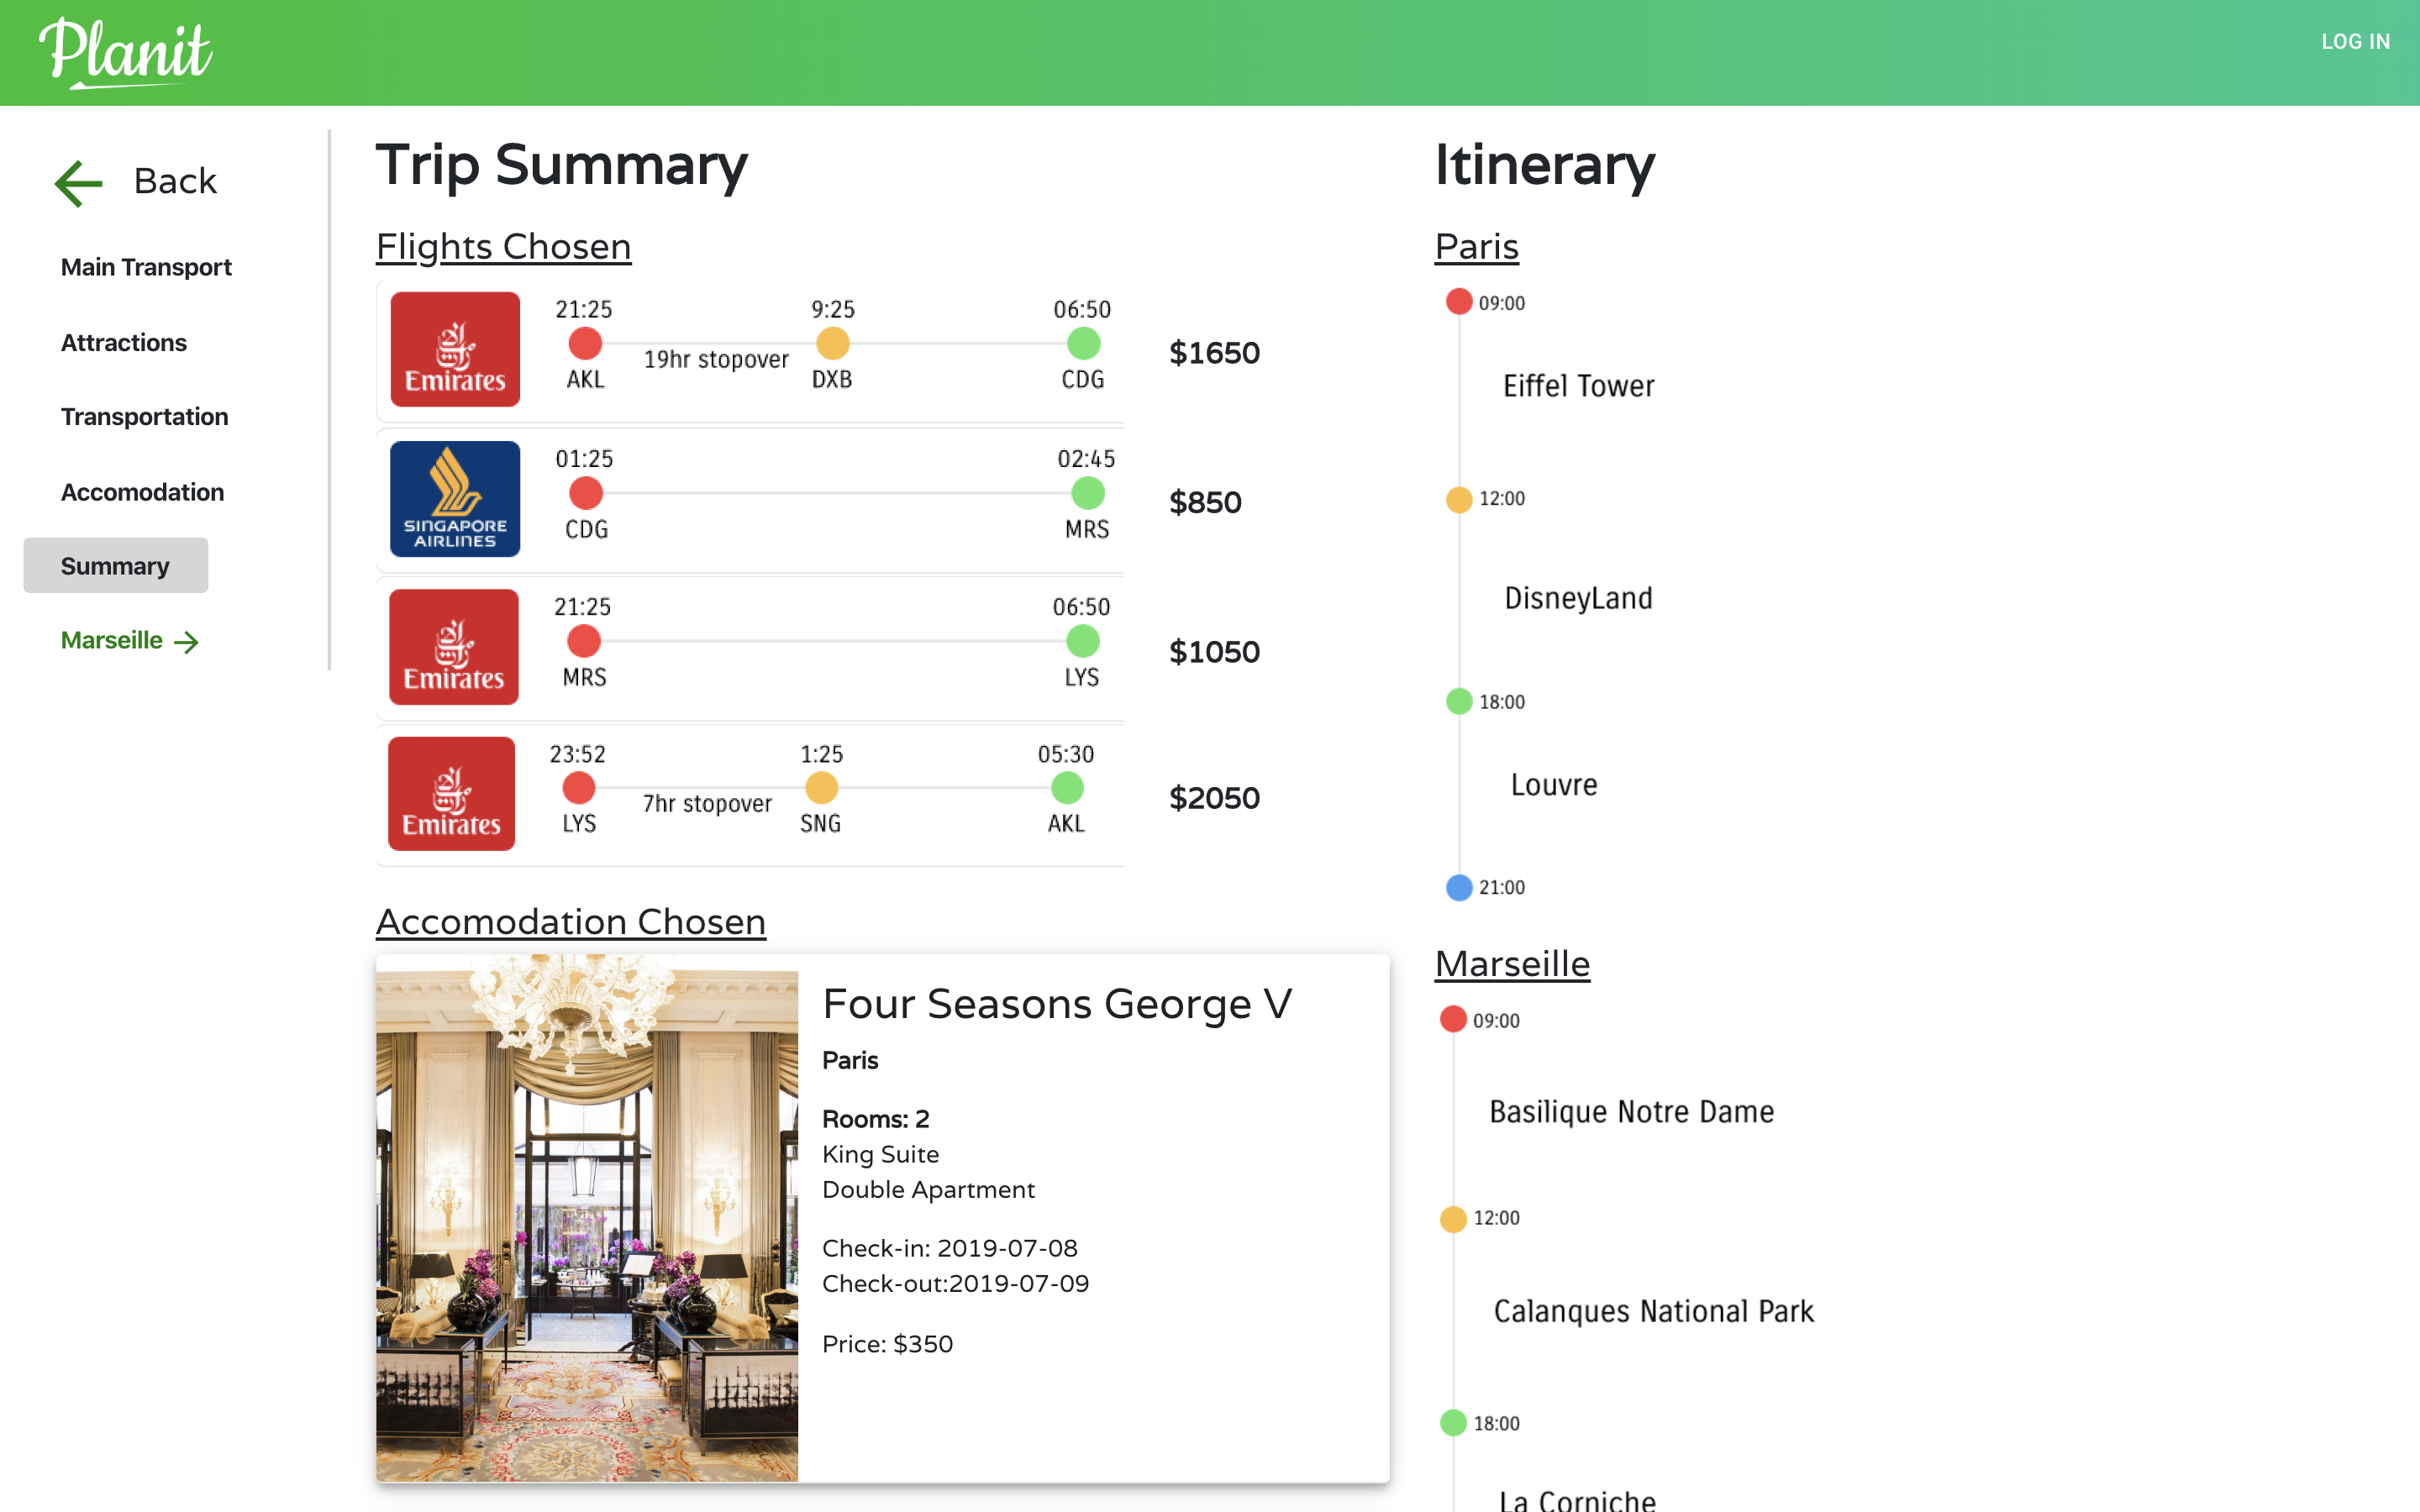 Planit
LOG IN
Back
Main Transport
Attractions
Transportation
Accomodation
Summary
Marseille
Trip Summary
Flights Chosen
Emirates
21:25 9:25 06:50
19hr stopover
AKL DXB CDG
$1650
SINGAPORE
AIRLINES
01:25 02:45
CDG MRS
$850
Emirates
21:25 06:50
MRS LYS
$1050
Emirates
23:52 1:25 05:30
7hr stopover
LYS SNG AKL
$2050
Accomodation Chosen
Four Seasons George V
Paris
Rooms: 2
King Suite
Double Apartment
Check-in: 2019-07-08
Check-out:2019-07-09
Price: $350
Itinerary
Paris
09:00
Eiffel Tower
12:00
DisneyLand
18:00
Louvre
21:00
Marseille
09:00
Basilique Notre Dame
12:00
Calanques National Park
18:00
La Corniche